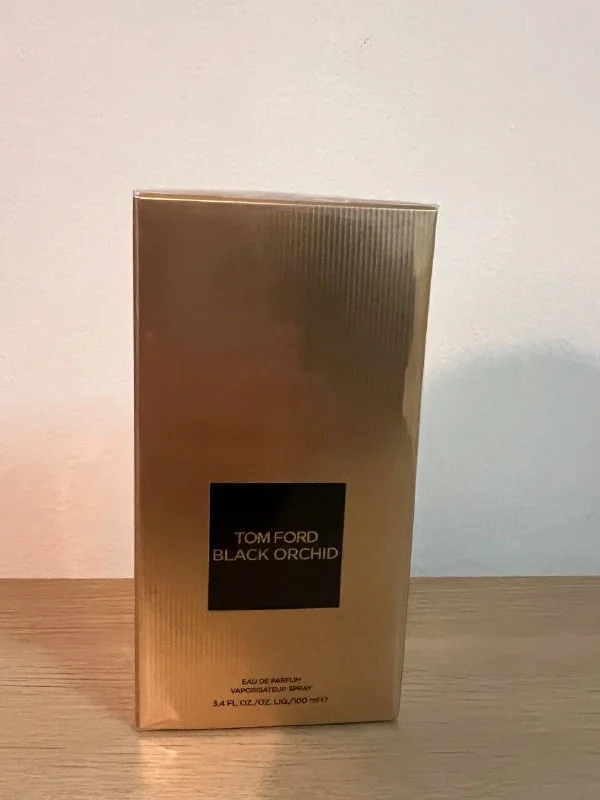 TOM FORD
BLACK ORCHID
EAU DE PARFUM
VAPORISATEUR SPRAY
3.4 FL. OZ./OZ. LIQ./100 ml ℮